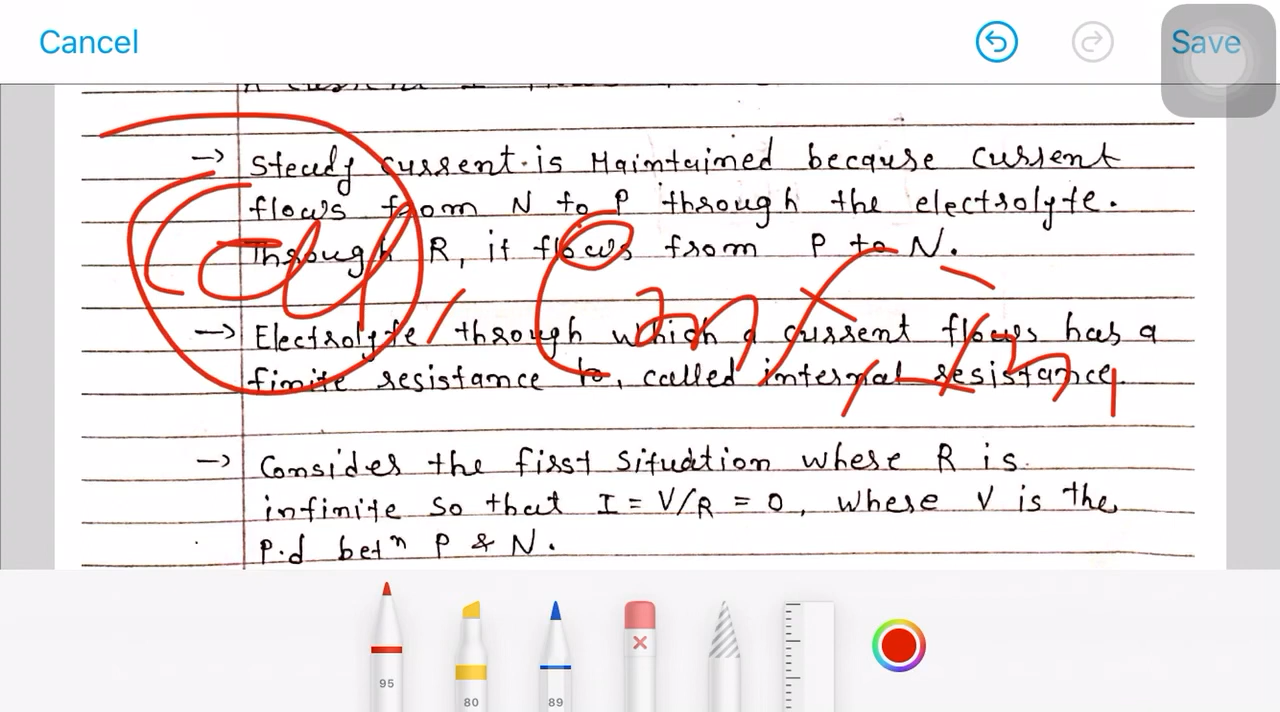 Cancel
Save
→ Steady current is Maintained because current
flows from N to P through the electrolyte.
Through R, it flows from P to N.
→ Electrolyte through which a current flows has a
finite resistance called internal resistance.
→ Consider the first situation where R is
infinite so that I = V/R = 0, where V is the
P.d betⁿ P & N.
95
80
89